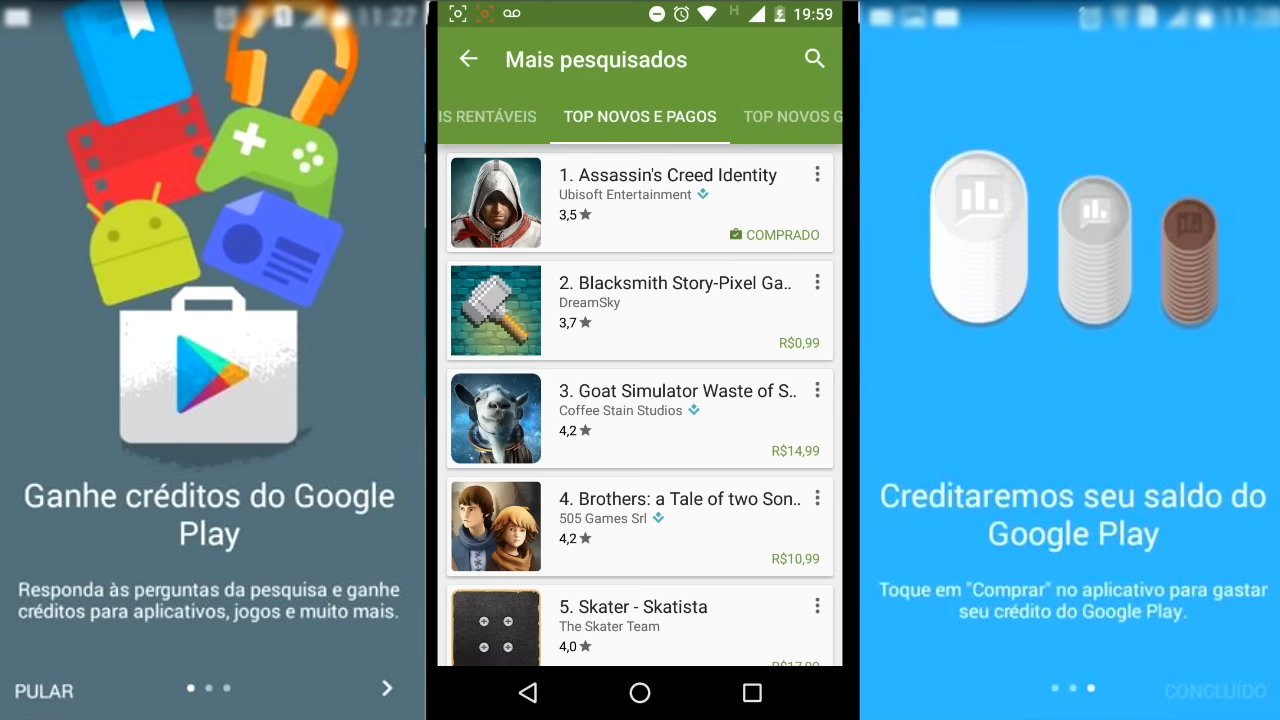 11:27
Ganhe créditos do Google
Play
Responda às perguntas da pesquisa e ganhe
créditos para aplicativos, jogos e muito mais.
PULAR
H
19:59
Mais pesquisados
IS RENTÁVEIS
TOP NOVOS E PAGOS
TOP NOVOS G
1. Assassin's Creed Identity
Ubisoft Entertainment
3,5
COMPRADO
2. Blacksmith Story-Pixel Ga..
DreamSky
3,7
R$0,99
3. Goat Simulator Waste of S..
Coffee Stain Studios
4,2
R$14,99
4. Brothers: a Tale of two Son..
505 Games Srl
4,2
R$10,99
5. Skater - Skatista
The Skater Team
4,0
Creditaremos seu saldo do
Google Play
Toque em "Comprar" no aplicativo para gastar
seu crédito do Google Play.
CONCLUÍDO